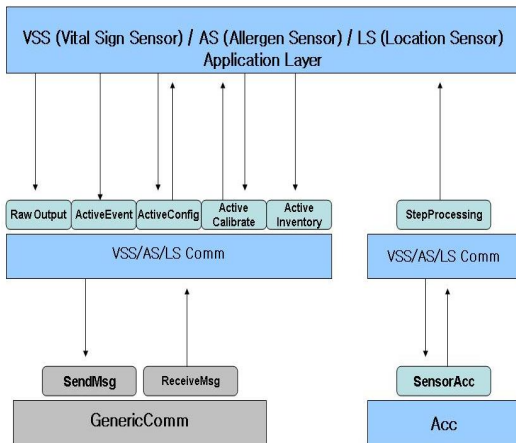 VSS (Vital Sign Sensor) / AS (Allergen Sensor) / LS (Location Sensor)
Application Layer
Raw Output
ActiveEvent
ActiveConfig
Active
Calibrate
Active
Inventory
StepProcessing
VSS/AS/LS Comm
VSS/AS/LS Comm
SendMsg
ReceiveMsg
SensorAcc
GenericComm
Acc